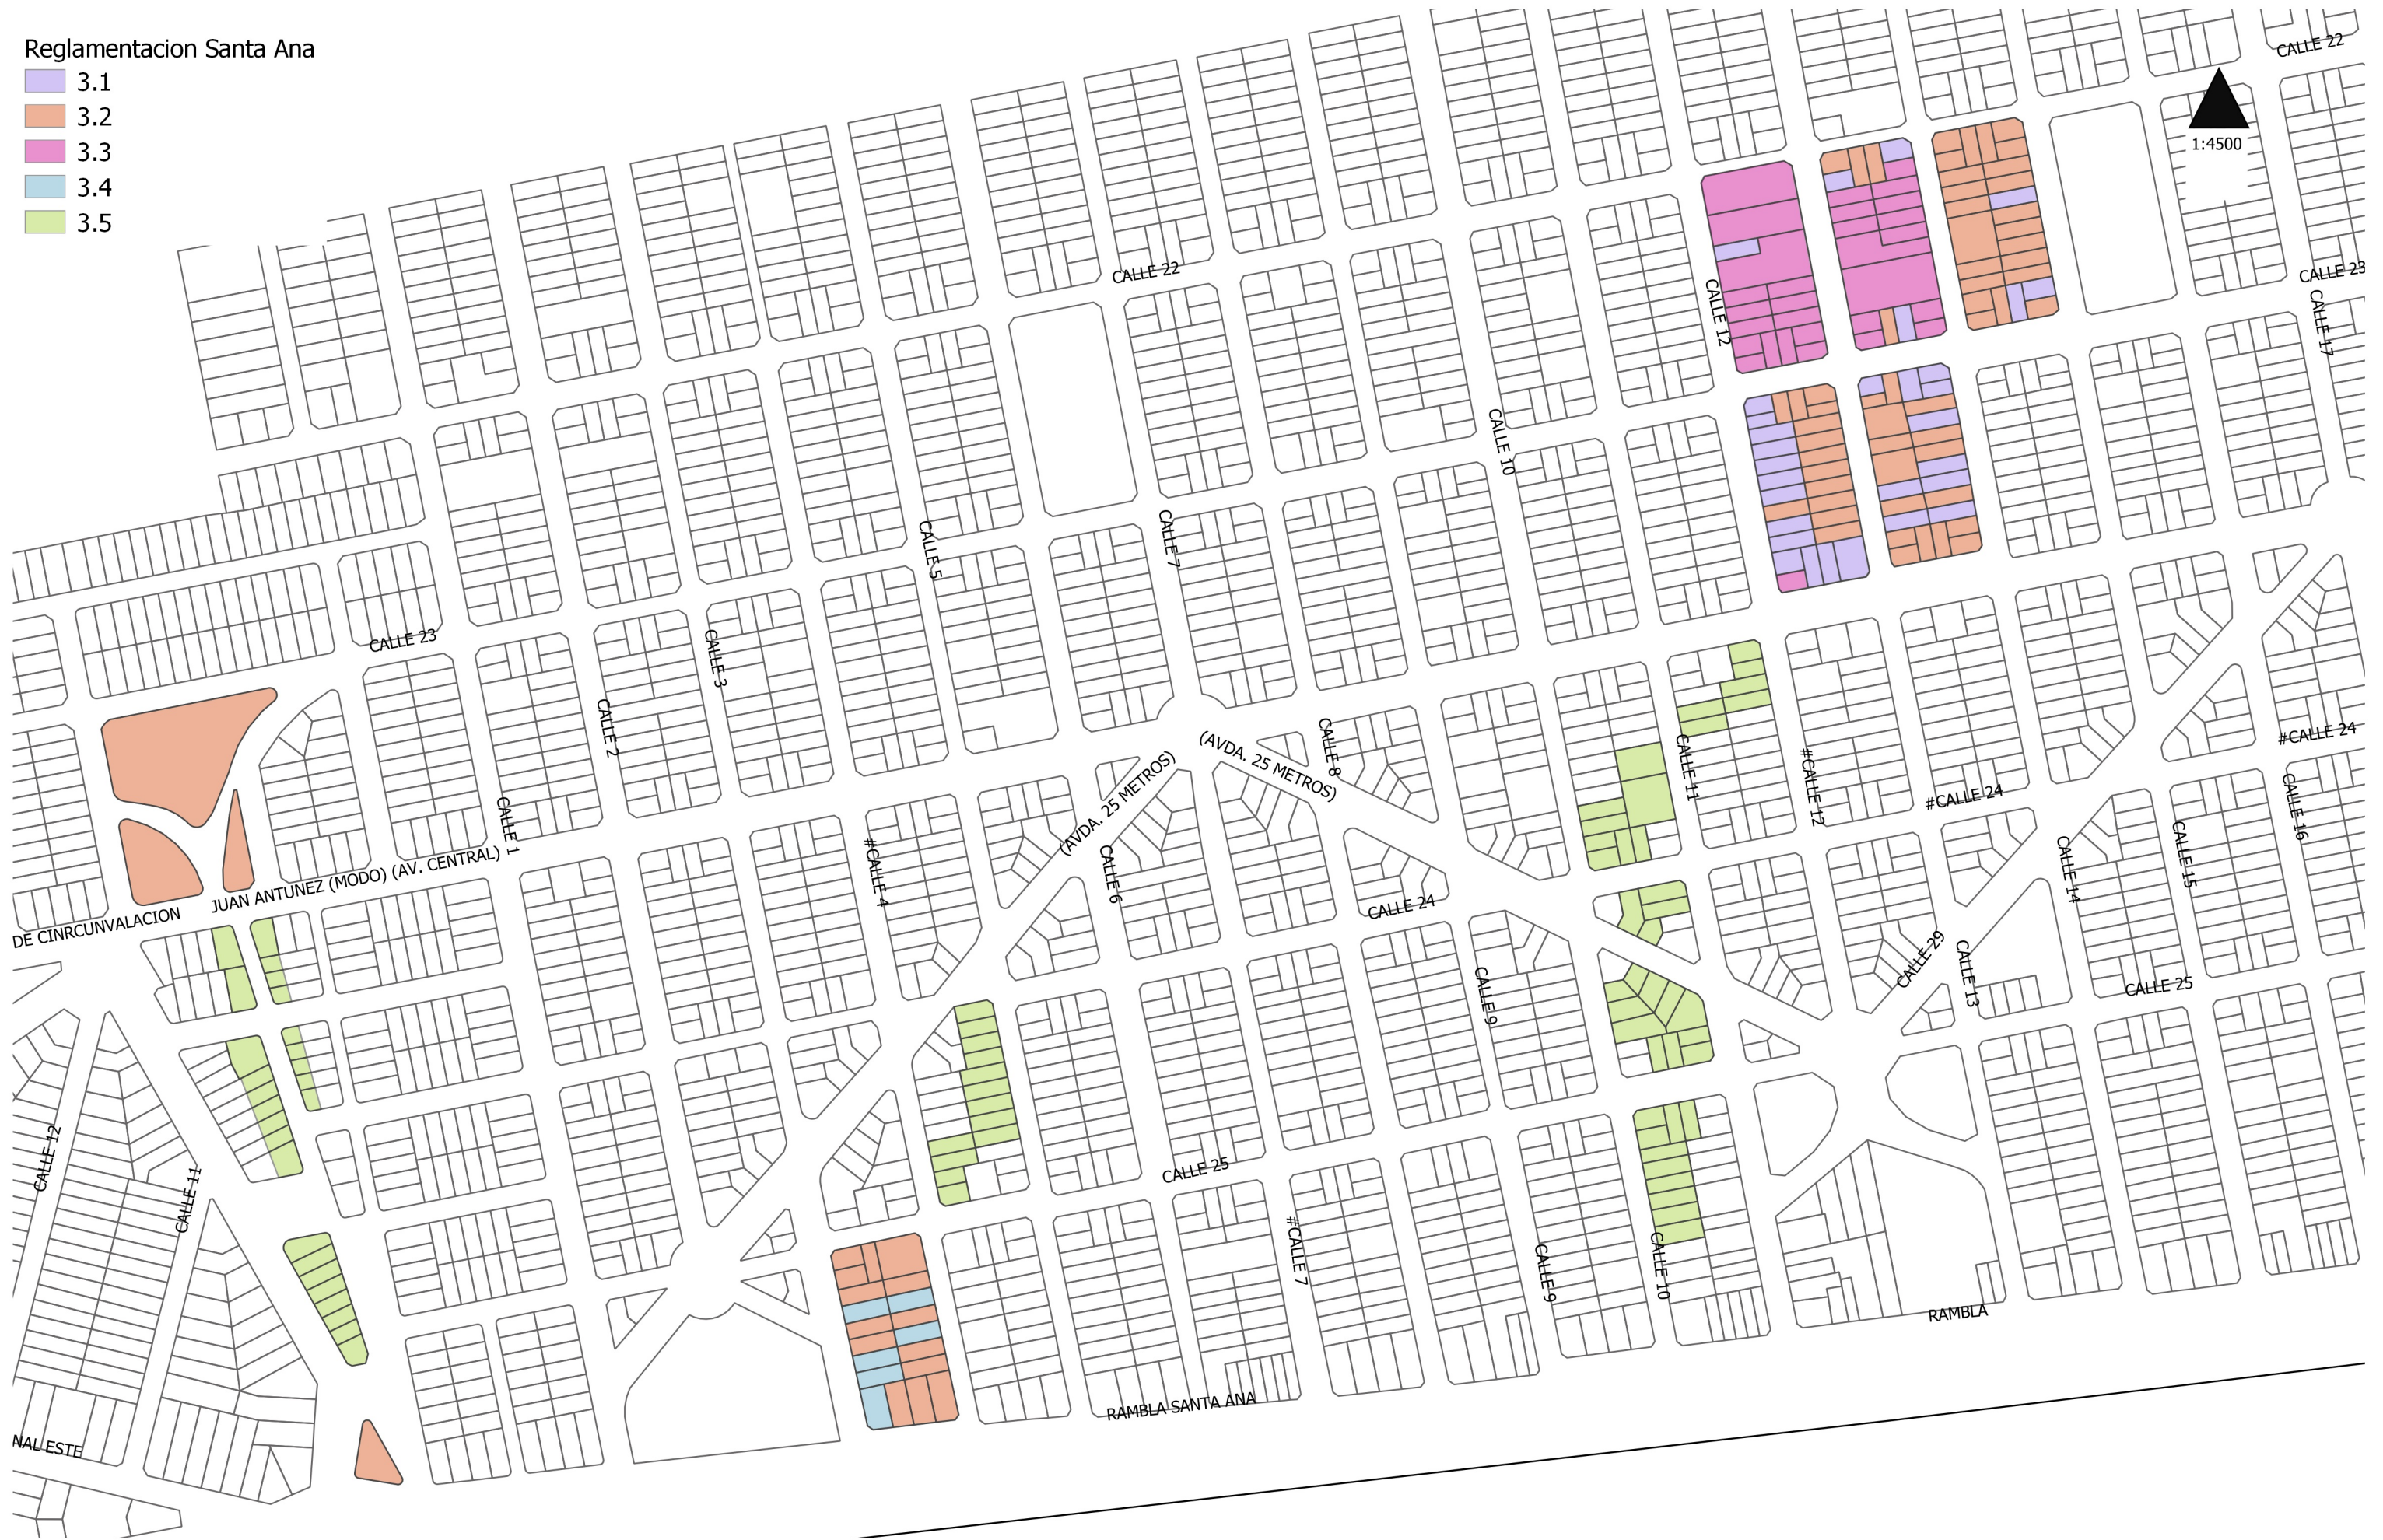 Reglamentacion Santa Ana
3.1
3.2
3.3
3.4
3.5
CALLE 22
1:4500
CALLE 23
CALLE 22
CALLE 12
CALLE 17
CALLE 10
CALLE 5
CALLE 7
CALLE 23
CALLE 3
CALLE 2
(AVDA. 25 METROS)
(AVDA. 25 METROS)
CALLE 8
CALLE 11
#CALLE 12
#CALLE 24
#CALLE 24
CALLE 16
CALLE 1
JUAN ANTUNEZ (MODO) (AV. CENTRAL)
#CALLE 4
CALLE 6
CALLE 24
CALLE 14
CALLE 15
DE CINRCUNVALACION
CALLE 29
CALLE 13
CALLE 25
CALLE 9
CALLE 12
CALLE 11
CALLE 25
#CALLE 7
CALLE 9
CALLE 10
RAMBLA
RAMBLA SANTA ANA
NAL ESTE